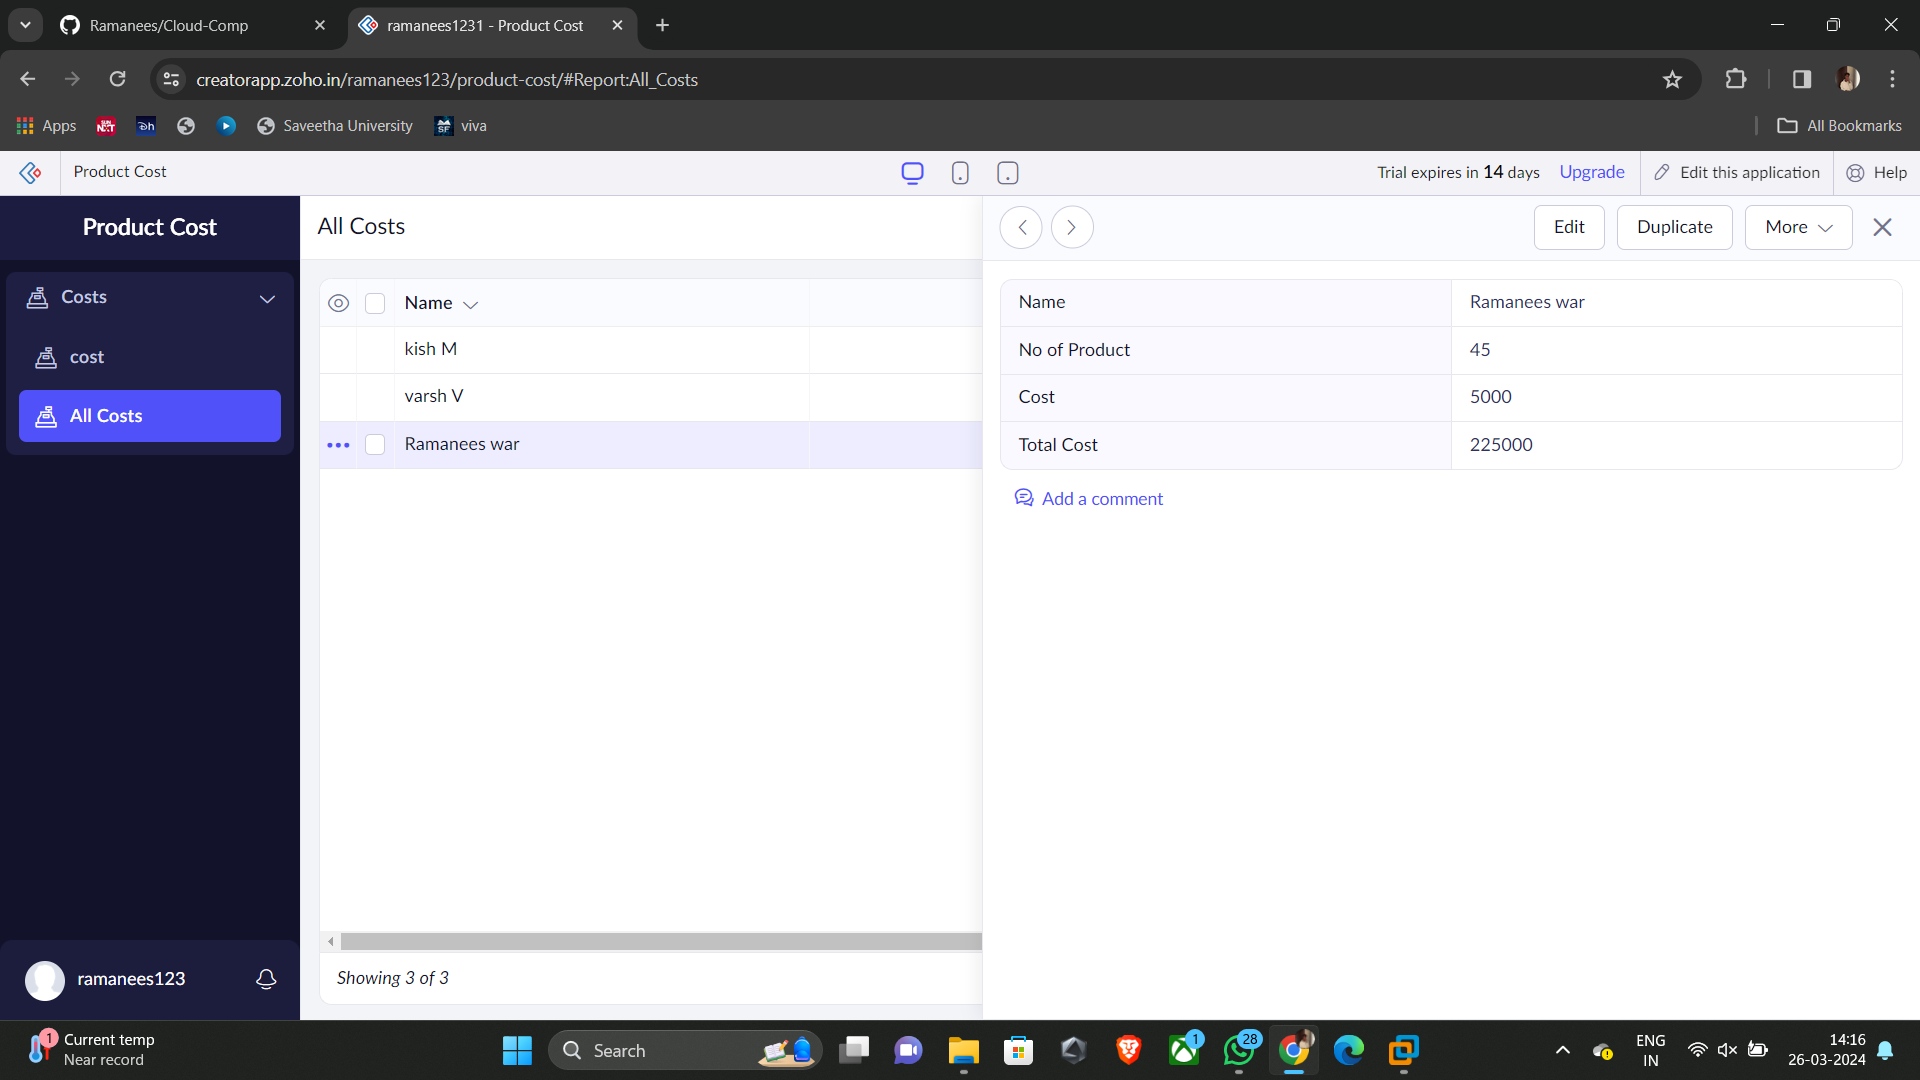 Ramanees/Cloud-Comp
ramanees1231 - Product Cost
creatorapp.zoho.in/ramanees123/product-cost/#Report:All_Costs
Apps
SUN NXT
Dh
Saveetha University
SF
viva
All Bookmarks
Product Cost
Trial expires in 14 days
Upgrade
Edit this application
Help
Product Cost
Costs
cost
All Costs
ramanees123
All Costs
Name
kish M
varsh V
Ramanees war
Showing 3 of 3
Edit
Duplicate
More
Name Ramanees war
No of Product 45
Cost 5000
Total Cost 225000
Add a comment
1
Current temp
Near record
Search
1
28
ENG
IN
14:16
26-03-2024